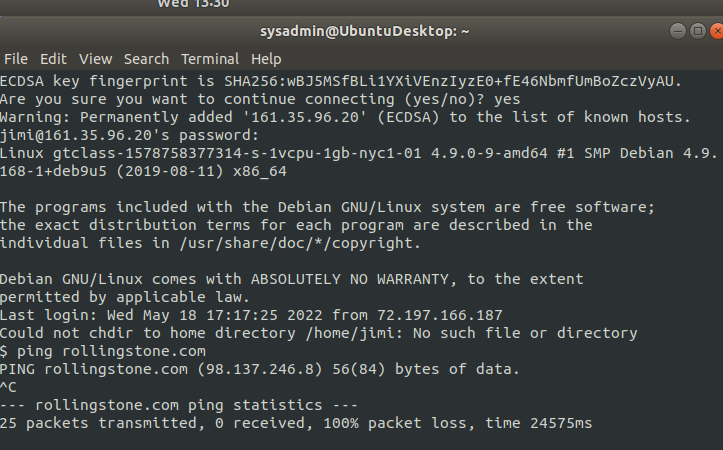 Wed 13:30
sysadmin@UbuntuDesktop: ~
File Edit View Search Terminal Help
ECDSA key fingerprint is SHA256:wBJ5MSfBLi1YXiVEnzIyzE0+fE46NbmfUmBoZczVyAU.
Are you sure you want to continue connecting (yes/no)? yes
Warning: Permanently added '161.35.96.20' (ECDSA) to the list of known hosts.
jimi@161.35.96.20's password:
Linux gtclass-1578758377314-s-1vcpu-1gb-nyc1-01 4.9.0-9-amd64 #1 SMP Debian 4.9.
168-1+deb9u5 (2019-08-11) x86_64
The programs included with the Debian GNU/Linux system are free software;
the exact distribution terms for each program are described in the
individual files in /usr/share/doc/*/copyright.
Debian GNU/Linux comes with ABSOLUTELY NO WARRANTY, to the extent
permitted by applicable law.
Last login: Wed May 18 17:17:25 2022 from 72.197.166.187
Could not chdir to home directory /home/jimi: No such file or directory
$ ping rollingstone.com
PING rollingstone.com (98.137.246.8) 56(84) bytes of data.
^C
--- rollingstone.com ping statistics ---
25 packets transmitted, 0 received, 100% packet loss, time 24575ms